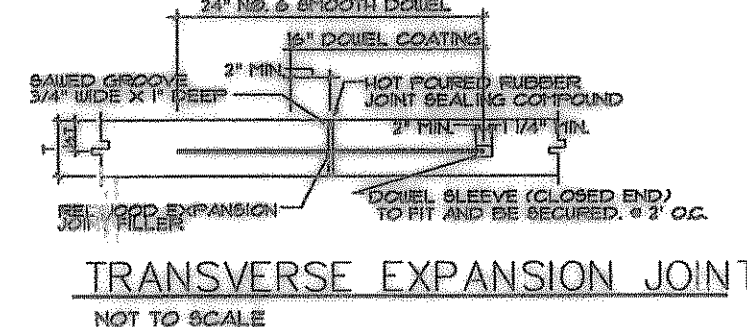 24" NO. 6 SMOOTH DOWEL
16" DOWEL COATING
2" MIN.
SAWED GROOVE
3/4" WIDE X 1" DEEP
HOT POURED RUBBER
JOINT SEALING COMPOUND
2" MIN. 1 1/4" MIN.
T
EXPANSION
JOINT FILLER
DOWEL SLEEVE (CLOSED END)
TO FIT AND BE SECURED. @ 2' O.C.
TRANSVERSE EXPANSION JOINT
NOT TO SCALE